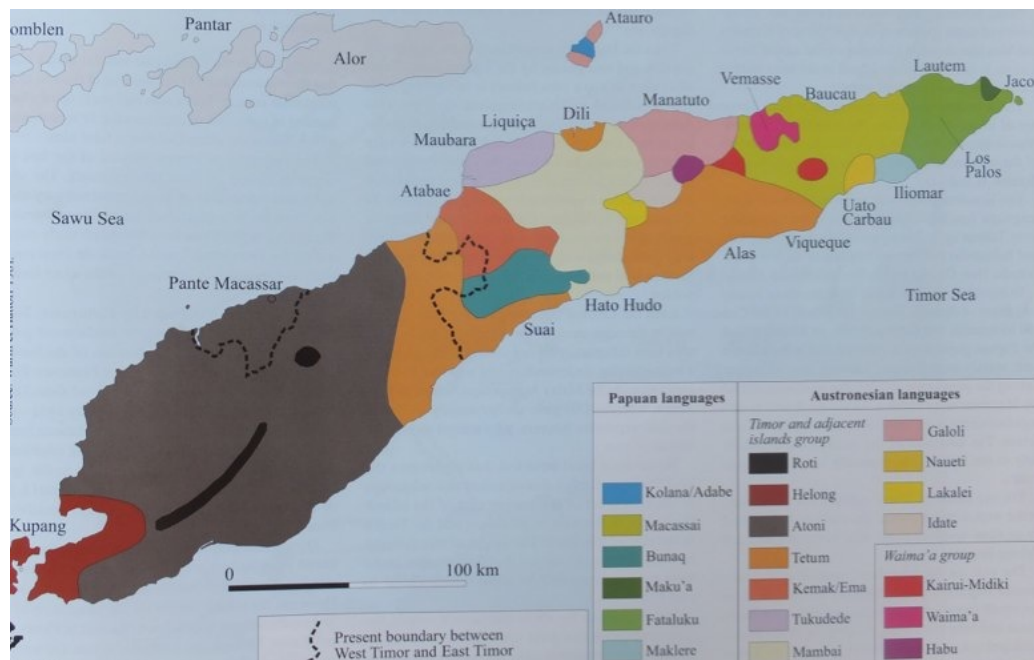 omblen
Pantar
Alor
Atauro
Lautem
Jaco
Vemasse
Baucau
Manatuto
Dili
Liquiça
Maubara
Los
Palos
Iliomar
Atabae
Uato
Carbau
Sawu Sea
Viqueque
Alas
Pante Macassar
Hato Hudo
Timor Sea
Suai
Kupang
0 100 km
Present boundary between
West Timor and East Timor
Papuan languages
Kolana/Adabe
Macassai
Bunaq
Maku'a
Fataluku
Maklere
Austronesian languages
Timor and adjacent
islands group
Roti
Helong
Atoni
Tetum
Kemak/Ema
Tukudede
Mambai
Galoli
Naueti
Lakalei
Idate
Waima'a group
Kairui-Midiki
Waima'a
Habu